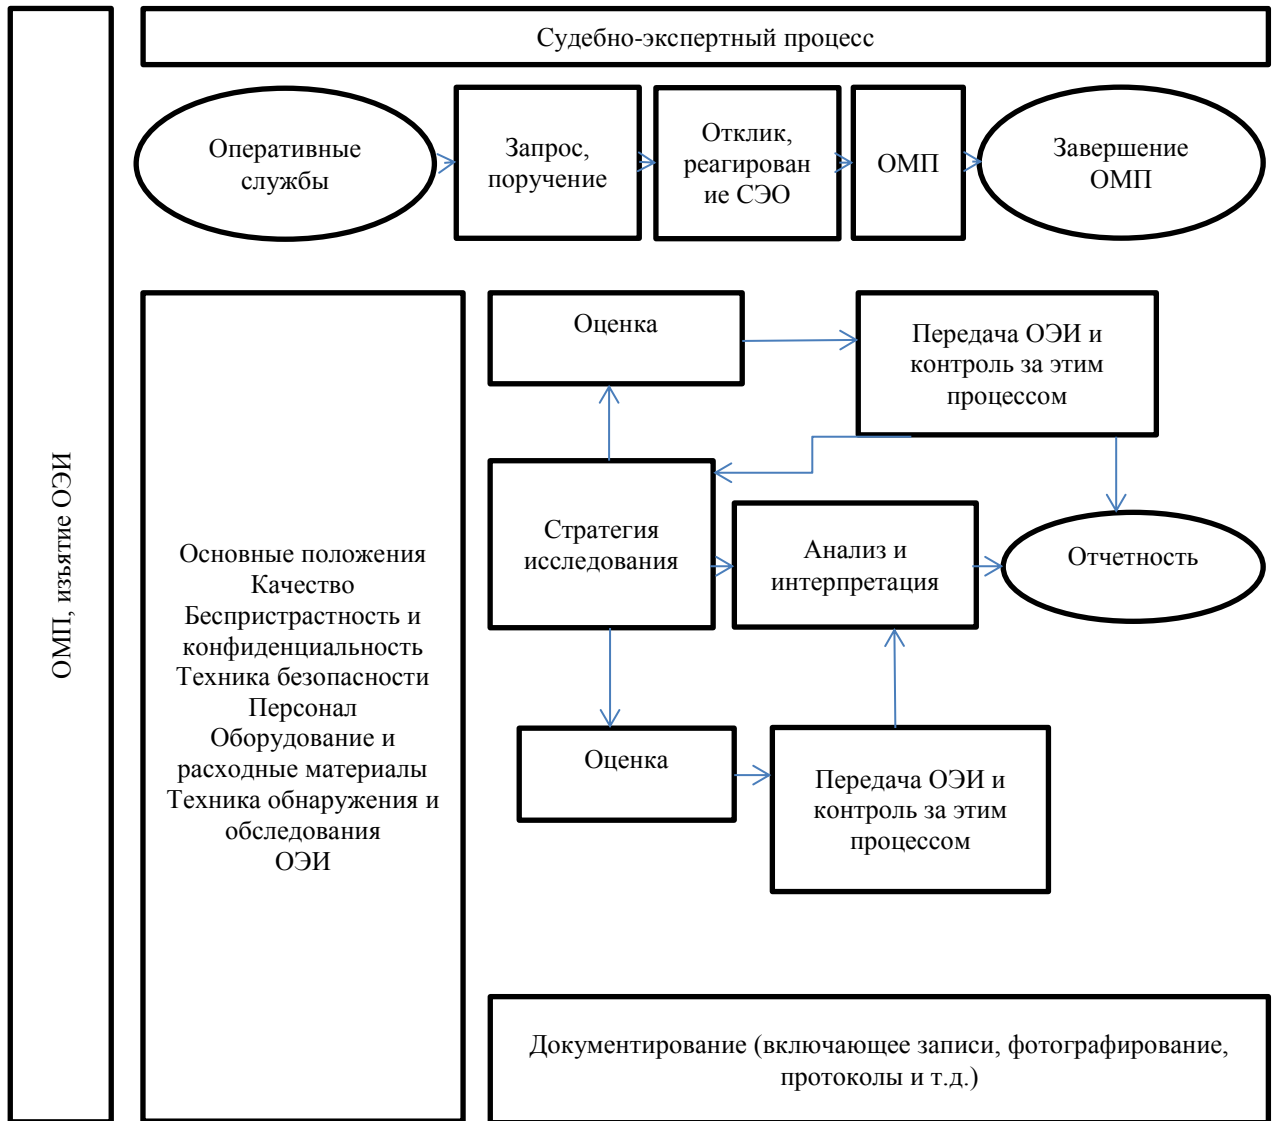 Судебно-экспертный процесс
Оперативные
службы
Запрос,
поручение
Отклик,
реагирован
ие СЭО
ОМП
Завершение
ОМП
ОМП, изъятие ОЭИ
Основные положения
Качество
Беспристрастность и
конфиденциальность
Техника безопасности
Персонал
Оборудование и
расходные материалы
Техника обнаружения и
обследования
ОЭИ
Оценка
Передача ОЭИ и
контроль за этим
процессом
Стратегия
исследования
Анализ и
интерпретация
Отчетность
Оценка
Передача ОЭИ и
контроль за этим
процессом
Документирование (включающее записи, фотографирование,
протоколы и т.д.)